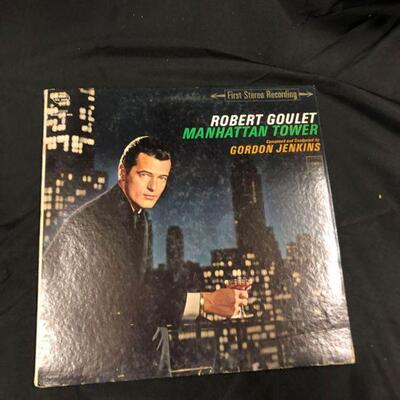 First Stereo Recording
ROBERT GOULET
MANHATTAN TOWER
Composed and Conducted by
GORDON JENKINS